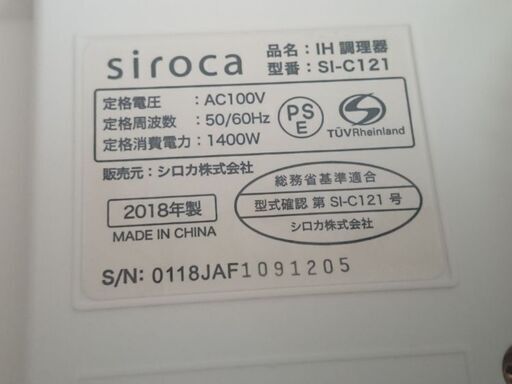 siroca
品名：IH 調理器
型番：SI-C121
定格電圧 ：AC100V
定格周波数 ：50/60Hz
定格消費電力：1400W
PS
E
TÜVRheinland
販売元：シロカ株式会社
2018年製
MADE IN CHINA
総務省基準適合
型式確認 第 SI-C121 号
シロカ株式会社
S/N: 0118JAF1091205